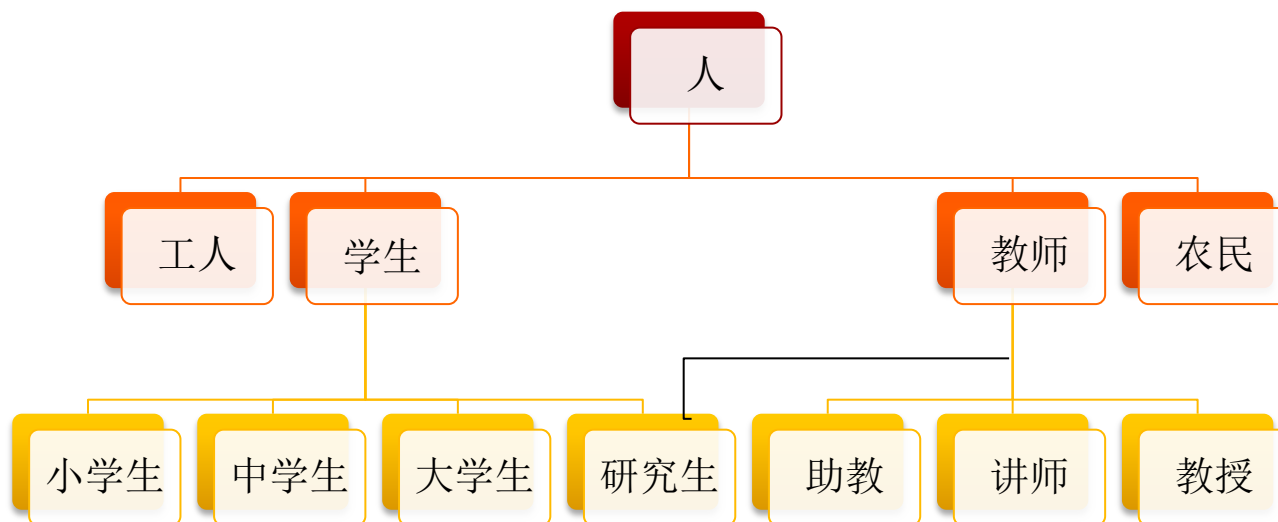 人
工人
学生
教师
农民
小学生
中学生
大学生
研究生
助教
讲师
教授